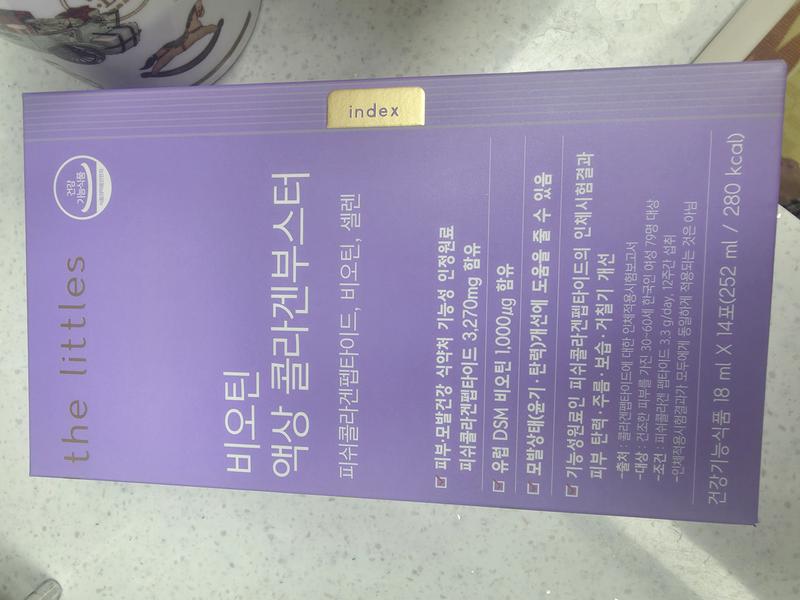 index
건강
기능식품
the littles
비오틴
액상 콜라겐부스터
피쉬콜라겐펩타이드, 비오틴, 셀렌
피부·모발건강 식약처 기능성 인정원료
피쉬콜라겐펩타이드 3,270mg 함유
유럽 DSM 비오틴 1,000μg 함유
모발상태(윤기·탄력)개선에 도움을 줄 수 있음
기능성원료인 피쉬콜라겐펩타이드의 인체시험결과
피부 탄력·주름·보습·거칠기 개선
-출처 : 콜라겐펩타이드에 대한 인체적용시험보고서
-대상 : 건조한 피부를 가진 30~60세 한국인 여성 79명 대상
-조건 : 피쉬콜라겐 펩타이드 3.3 g/day, 12주간 섭취
-인체적용시험결과가 모두에게 동일하게 적용되는 것은 아님
건강기능식품 18 ml X 14포(252 ml / 280 kcal)